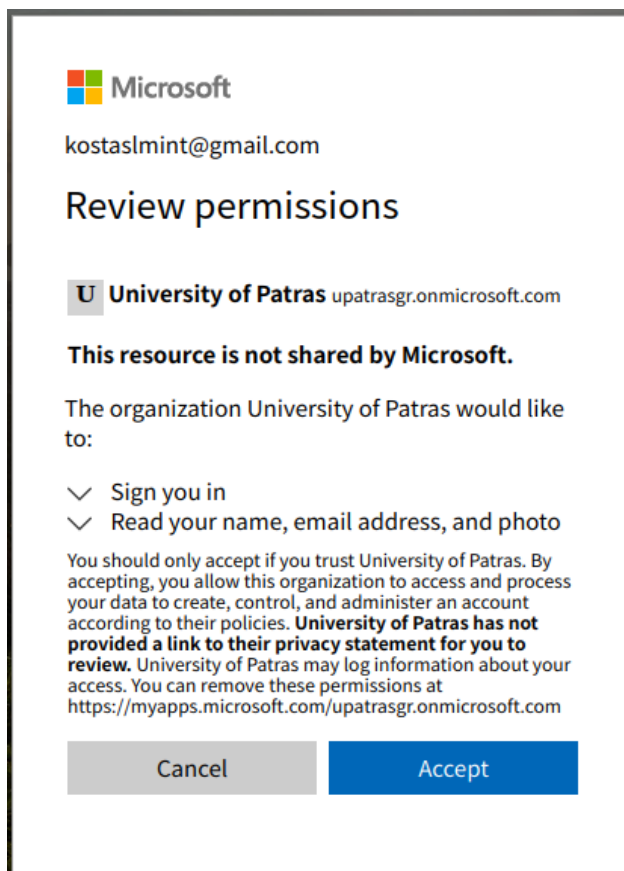 Microsoft
kostaslmint@gmail.com
Review permissions
U University of Patras upatrasgr.onmicrosoft.com
This resource is not shared by Microsoft.
The organization University of Patras would like
to:
Sign you in
Read your name, email address, and photo
You should only accept if you trust University of Patras. By
accepting, you allow this organization to access and process
your data to create, control, and administer an account
according to their policies. University of Patras has not
provided a link to their privacy statement for you to
review. University of Patras may log information about your
access. You can remove these permissions at
https://myapps.microsoft.com/upatrasgr.onmicrosoft.com
Cancel Accept